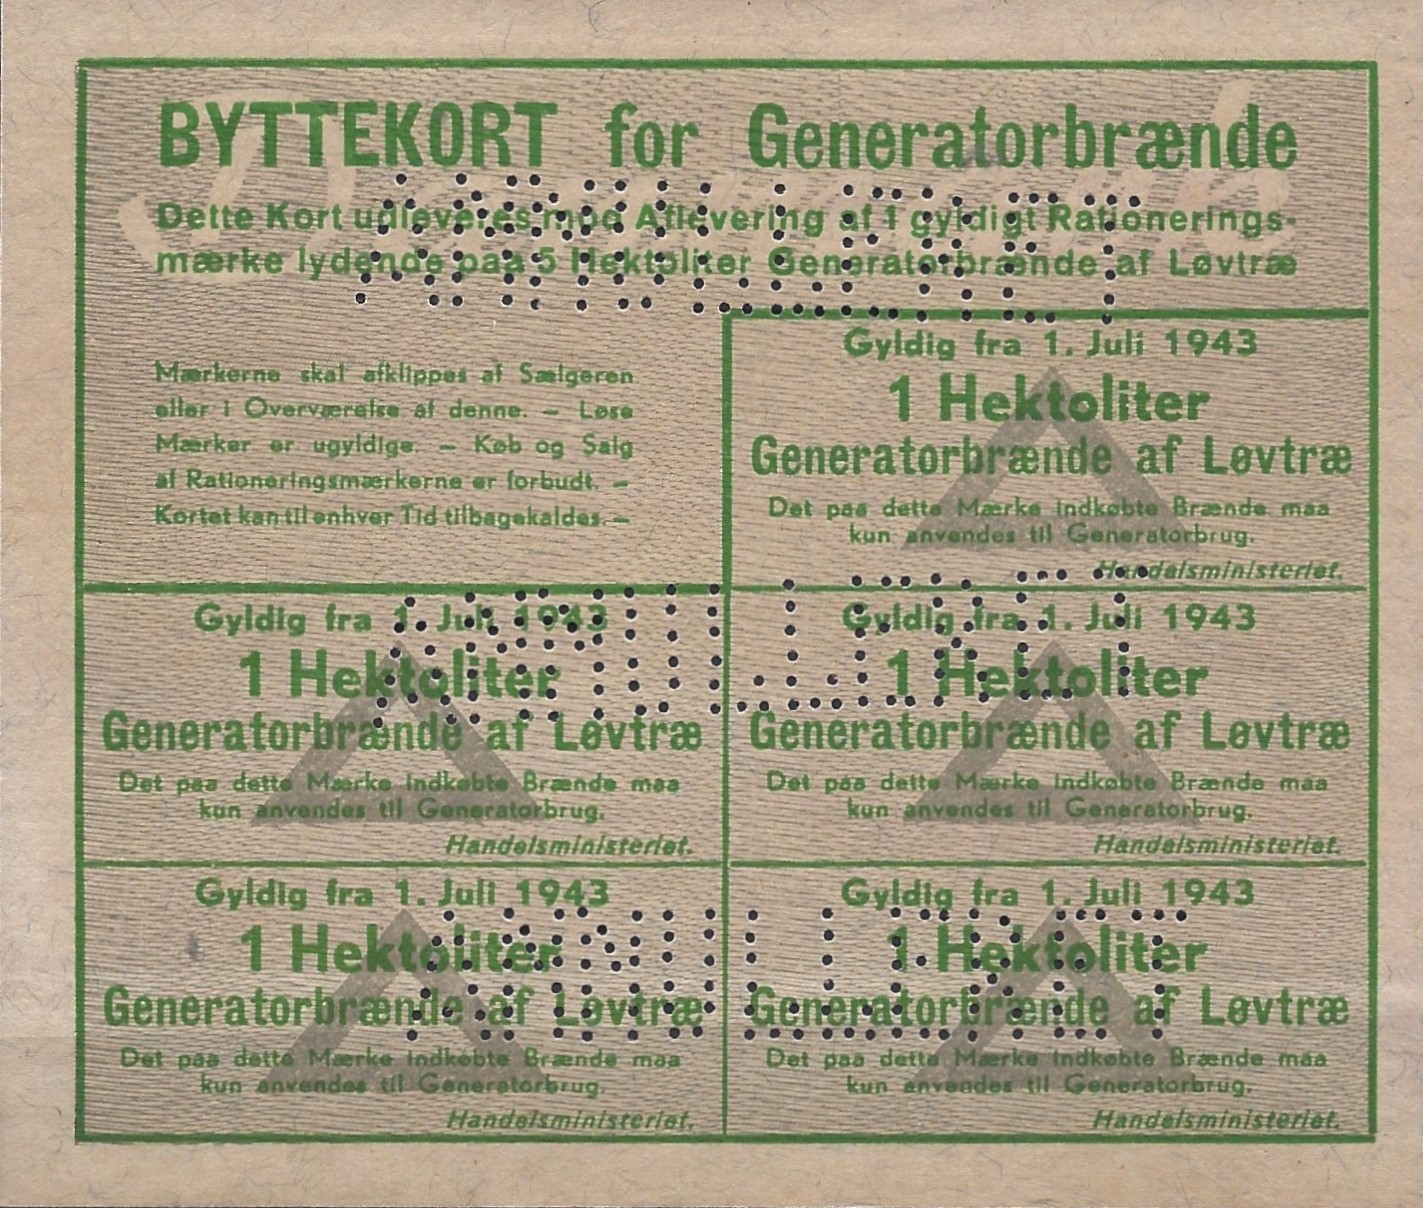 BYTTEKORT for Generatorbrænde
Dette Kort udleveres mod Aflevering af 1 gyldigt Rationerings-
mærke lydende paa 5 Hektoliter Generatorbrænde af Løvtræ
Mærkerne skal afklippes af Sælgeren
eller i Overværelse af denne. — Løse
Mærker er ugyldige. — Køb og Salg
af Rationeringsmærkerne er forbudt. —
Kortet kan til enhver Tid tilbagekaldes. —
Gyldig fra 1. Juli 1943
1 Hektoliter
Generatorbrænde af Løvtræ
Det paa dette Mærke indkøbte Brænde maa
kun anvendes til Generatorbrug.
Handelsministeriet.
Gyldig fra 1. Juli 1943
1 Hektoliter
Generatorbrænde af Løvtræ
Det paa dette Mærke indkøbte Brænde maa
kun anvendes til Generatorbrug.
Handelsministeriet.
Gyldig fra 1. Juli 1943
1 Hektoliter
Generatorbrænde af Løvtræ
Det paa dette Mærke indkøbte Brænde maa
kun anvendes til Generatorbrug.
Handelsministeriet.
Gyldig fra 1. Juli 1943
1 Hektoliter
Generatorbrænde af Løvtræ
Det paa dette Mærke indkøbte Brænde maa
kun anvendes til Generatorbrug.
Handelsministeriet.
Gyldig fra 1. Juli 1943
1 Hektoliter
Generatorbrænde af Løvtræ
Det paa dette Mærke indkøbte Brænde maa
kun anvendes til Generatorbrug.
Handelsministeriet.